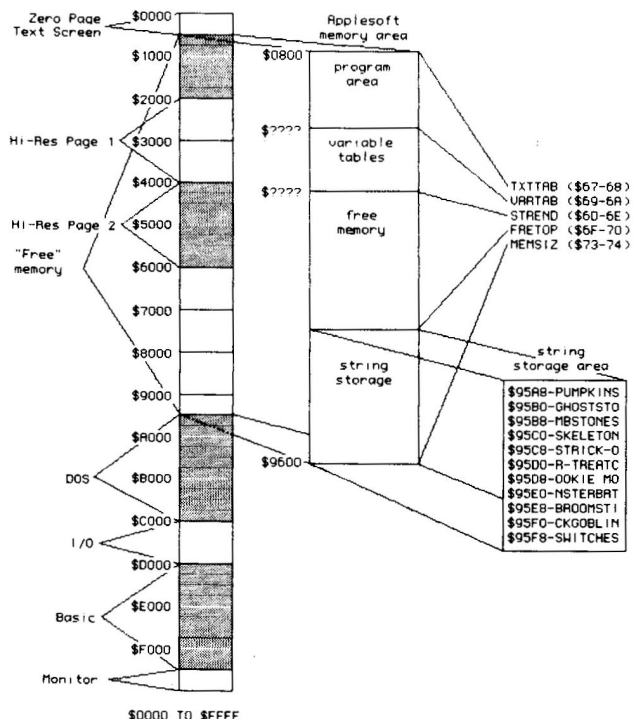 Zero Page
Text Screen
$0000
$1000
$2000
Hi-Res Page 1
$3000
$4000
Hi-Res Page 2
$5000
"Free"
memory
$6000
$7000
$8000
$9000
$A000
DOS
$B000
$C000
I/O
$D000
Basic
$E000
$F000
Monitor
$0000 TO $FFFF
Applesoft
memory area
$0800
program
area
$????
variable
tables
$????
free
memory
string
storage
$9600
TXTTAB ($67-68)
VARTAB ($69-6A)
STREND ($6D-6E)
FRETOP ($6F-70)
MEMSIZ ($73-74)
string
storage area
$95A8-PUMPKINS
$95B0-GHOSTSTO
$95B8-MBSTONES
$95C0-SKELETON
$95C8-STRICK-O
$95D0-R-TREATC
$95D8-OOKIE MO
$95E0-NSTERBAT
$95E8-BROOMSTI
$95F0-CKGOBLIN
$95F8-SWITCHES